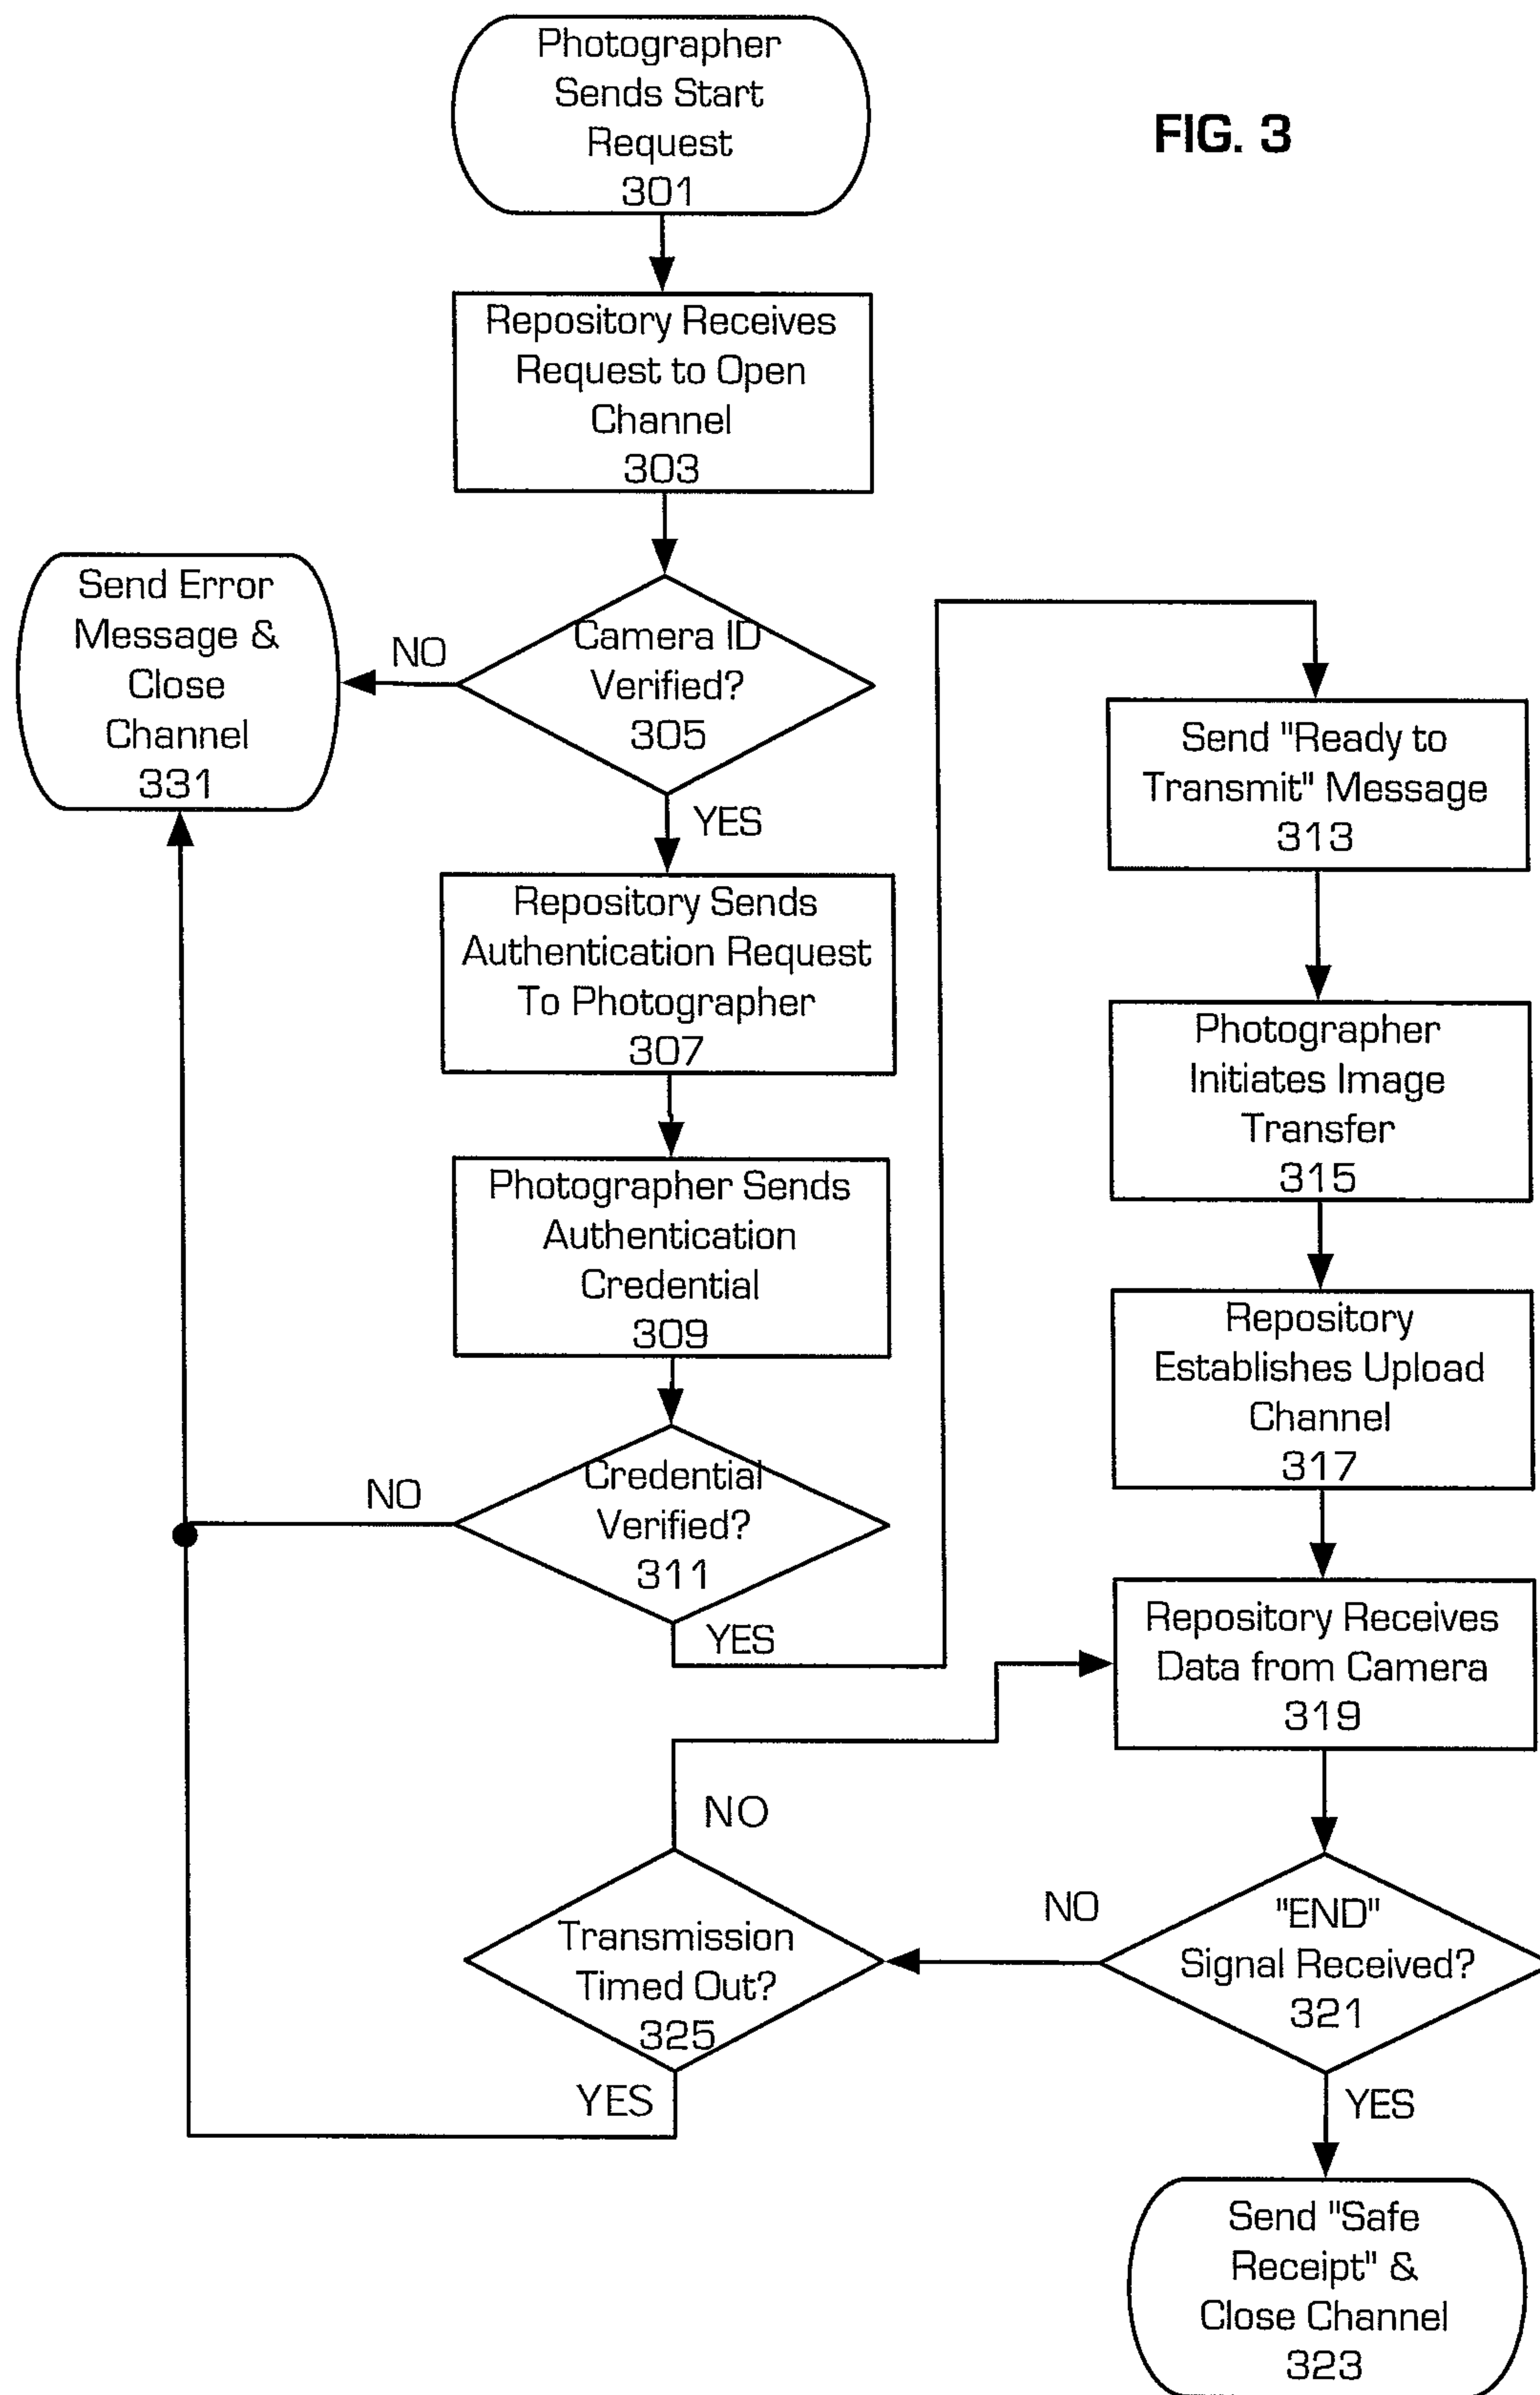 Photographer
Sends Start
Request
301
FIG. 3
Repository Receives
Request to Open
Channel
303
Send Error
Message &
Close
Channel
331
NO
Camera ID
Verified?
305
YES
Repository Sends
Authentication Request
To Photographer
307
Photographer Sends
Authentication
Credential
309
NO
Credential
Verified?
311
YES
Send "Ready to
Transmit" Message
313
Photographer
Initiates Image
Transfer
315
Repository
Establishes Upload
Channel
317
Repository Receives
Data from Camera
319
NO
Transmission
Timed Out?
325
YES
NO
"END"
Signal Received?
321
YES
Send "Safe
Receipt" &
Close Channel
323